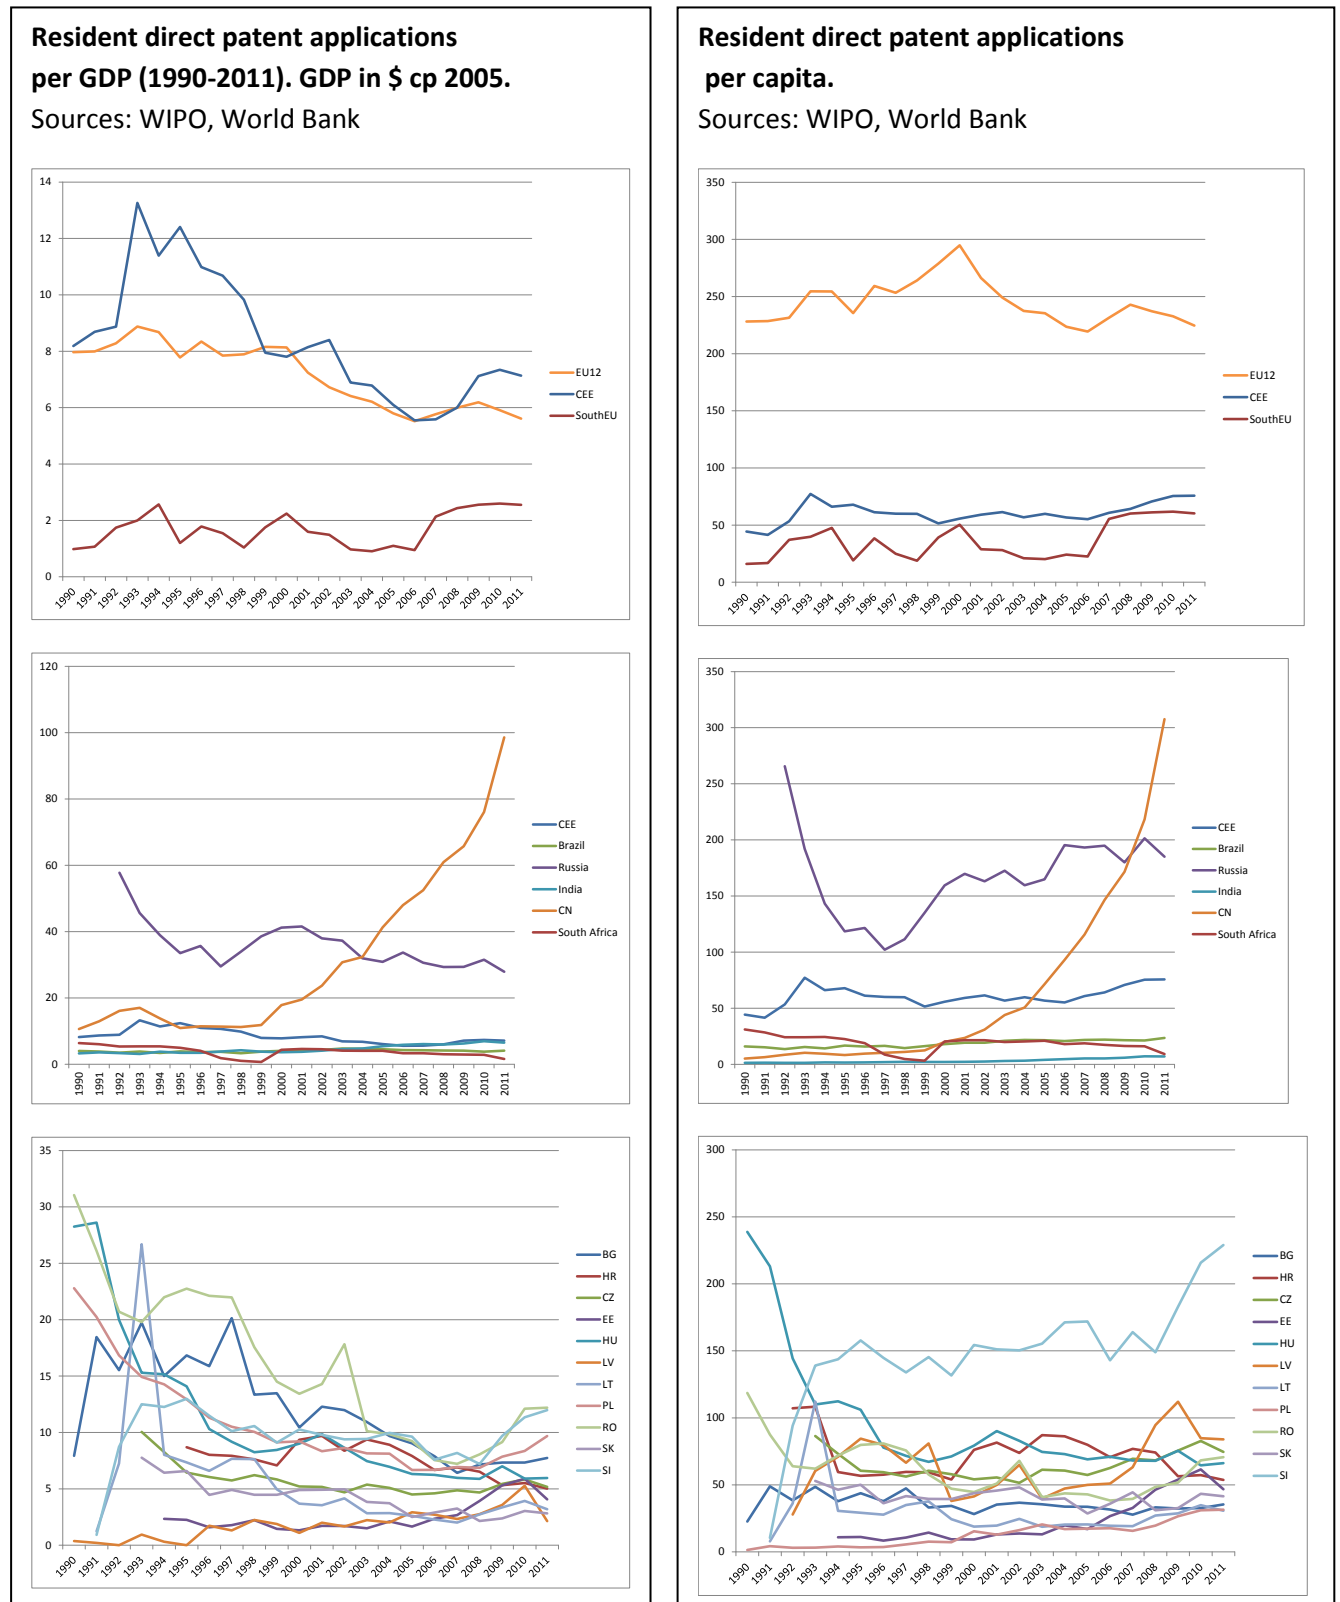 Resident direct patent applications
per GDP (1990-2011). GDP in $ cp 2005.
Sources: WIPO, World Bank
14
12
10
8
6
4
2
0
1990 1991 1992 1993 1994 1995 1996 1997 1998 1999 2000 2001 2002 2003 2004 2005 2006 2007 2008 2009 2010 2011
EU12
CEE
SouthEU
120
100
80
60
40
20
0
1990 1991 1992 1993 1994 1995 1996 1997 1998 1999 2000 2001 2002 2003 2004 2005 2006 2007 2008 2009 2010 2011
CEE
Brazil
Russia
India
CN
South Africa
35
30
25
20
15
10
5
0
1990 1991 1992 1993 1994 1995 1996 1997 1998 1999 2000 2001 2002 2003 2004 2005 2006 2007 2008 2009 2010 2011
BG
HR
CZ
EE
HU
LV
LT
PL
RO
SK
SI
Resident direct patent applications
per capita.
Sources: WIPO, World Bank
350
300
250
200
150
100
50
0
1990 1991 1992 1993 1994 1995 1996 1997 1998 1999 2000 2001 2002 2003 2004 2005 2006 2007 2008 2009 2010 2011
EU12
CEE
SouthEU
350
300
250
200
150
100
50
0
1990 1991 1992 1993 1994 1995 1996 1997 1998 1999 2000 2001 2002 2003 2004 2005 2006 2007 2008 2009 2010 2011
CEE
Brazil
Russia
India
CN
South Africa
300
250
200
150
100
50
0
1990 1991 1992 1993 1994 1995 1996 1997 1998 1999 2000 2001 2002 2003 2004 2005 2006 2007 2008 2009 2010 2011
BG
HR
CZ
EE
HU
LV
LT
PL
RO
SK
SI